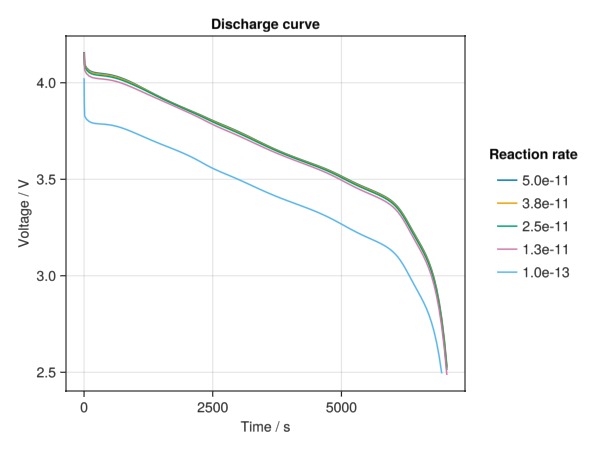 Discharge curve
Voltage / V
4.0
3.5
3.0
2.5
0
2500
5000
Time / s
Reaction rate
5.0e-11
3.8e-11
2.5e-11
1.3e-11
1.0e-13